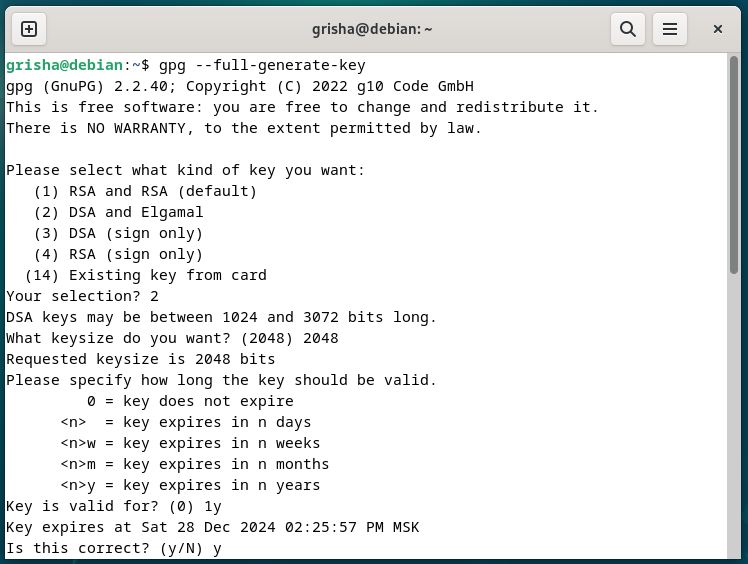 grisha@debian: ~
grisha@debian:~$ gpg --full-generate-key
gpg (GnuPG) 2.2.40; Copyright (C) 2022 g10 Code GmbH
This is free software: you are free to change and redistribute it.
There is NO WARRANTY, to the extent permitted by law.
Please select what kind of key you want:
(1) RSA and RSA (default)
(2) DSA and Elgamal
(3) DSA (sign only)
(4) RSA (sign only)
(14) Existing key from card
Your selection? 2
DSA keys may be between 1024 and 3072 bits long.
What keysize do you want? (2048) 2048
Requested keysize is 2048 bits
Please specify how long the key should be valid.
0 = key does not expire
<n>  = key expires in n days
<n>w = key expires in n weeks
<n>m = key expires in n months
<n>y = key expires in n years
Key is valid for? (0) 1y
Key expires at Sat 28 Dec 2024 02:25:57 PM MSK
Is this correct? (y/N) y